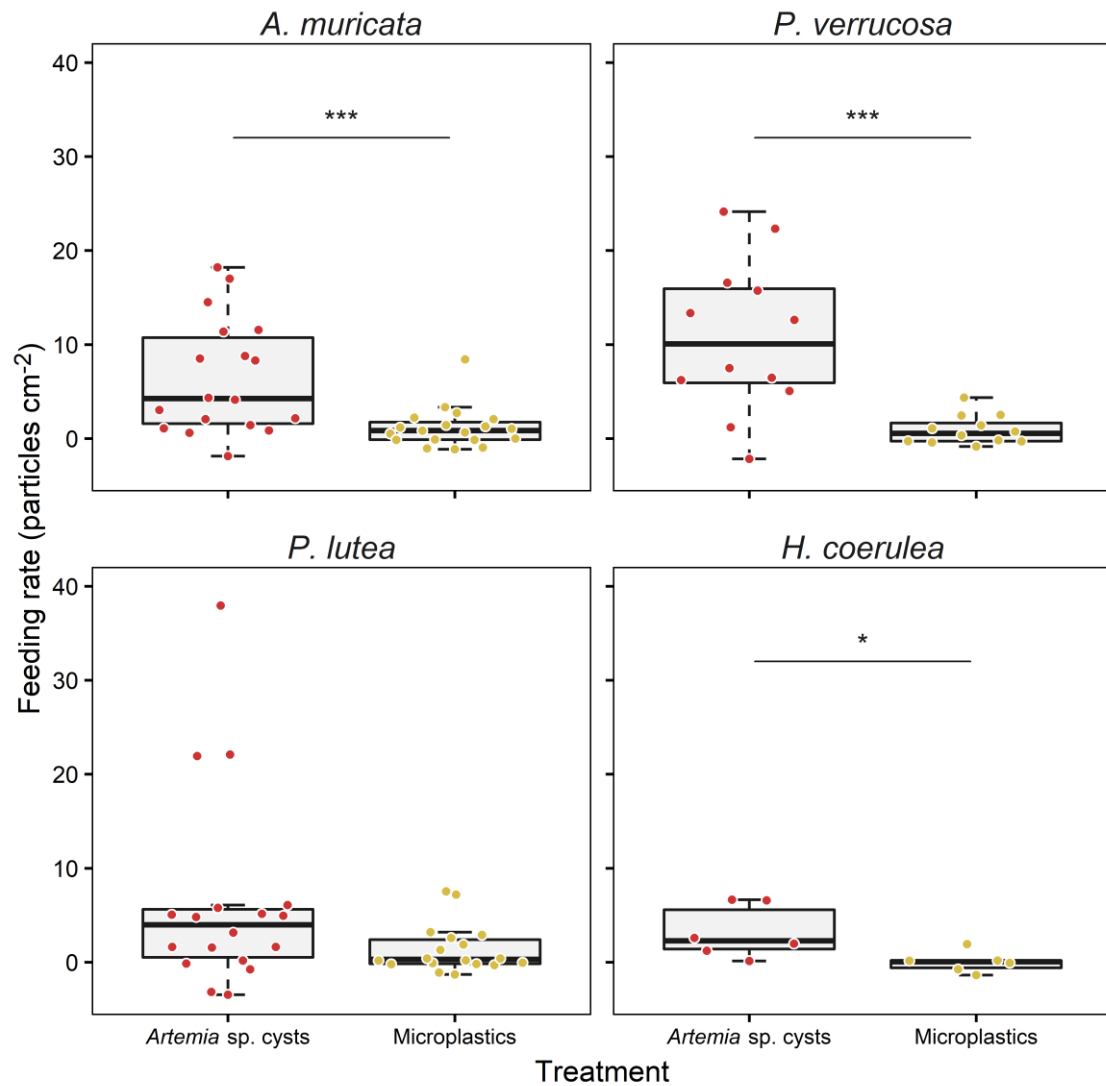 A. muricata
P. verrucosa
40
30
20
10
0
***
***
P. lutea
H. coerulea
40
30
20
10
0
*
Feeding rate (particles cm⁻²)
Artemia sp. cysts
Microplastics
Artemia sp. cysts
Microplastics
Treatment